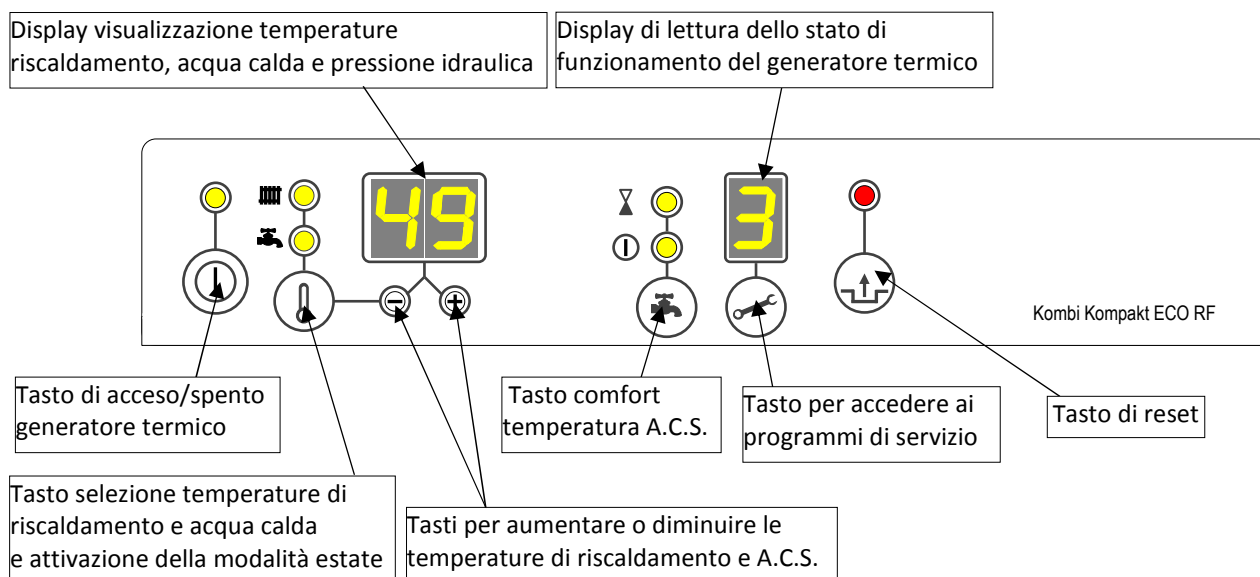 Display visualizzazione temperature
riscaldamento, acqua calda e pressione idraulica
Display di lettura dello stato di
funzionamento del generatore termico
49
3
Kombi Kompakt ECO RF
Tasto di acceso/spento
generatore termico
Tasto comfort
temperatura A.C.S.
Tasto per accedere ai
programmi di servizio
Tasto di reset
Tasto selezione temperature di
riscaldamento e acqua calda
e attivazione della modalità estate
Tasti per aumentare o diminuire le
temperature di riscaldamento e A.C.S.